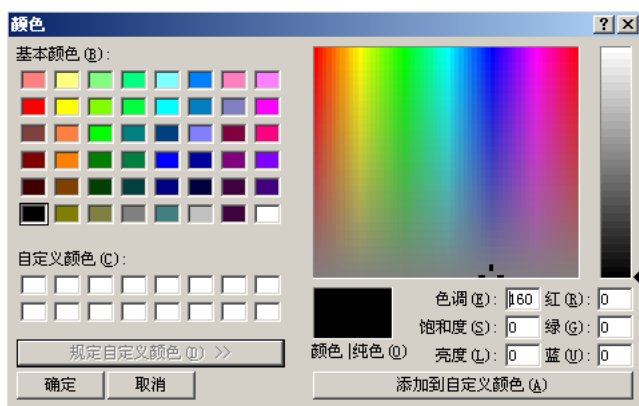 颜色
基本颜色(B):
自定义颜色(C):
规定自定义颜色(D) >>
确定 取消
颜色|纯色(O)
色调(E): 160 红(R): 0
饱和度(S): 0 绿(G): 0
亮度(L): 0 蓝(U): 0
添加到自定义颜色(A)